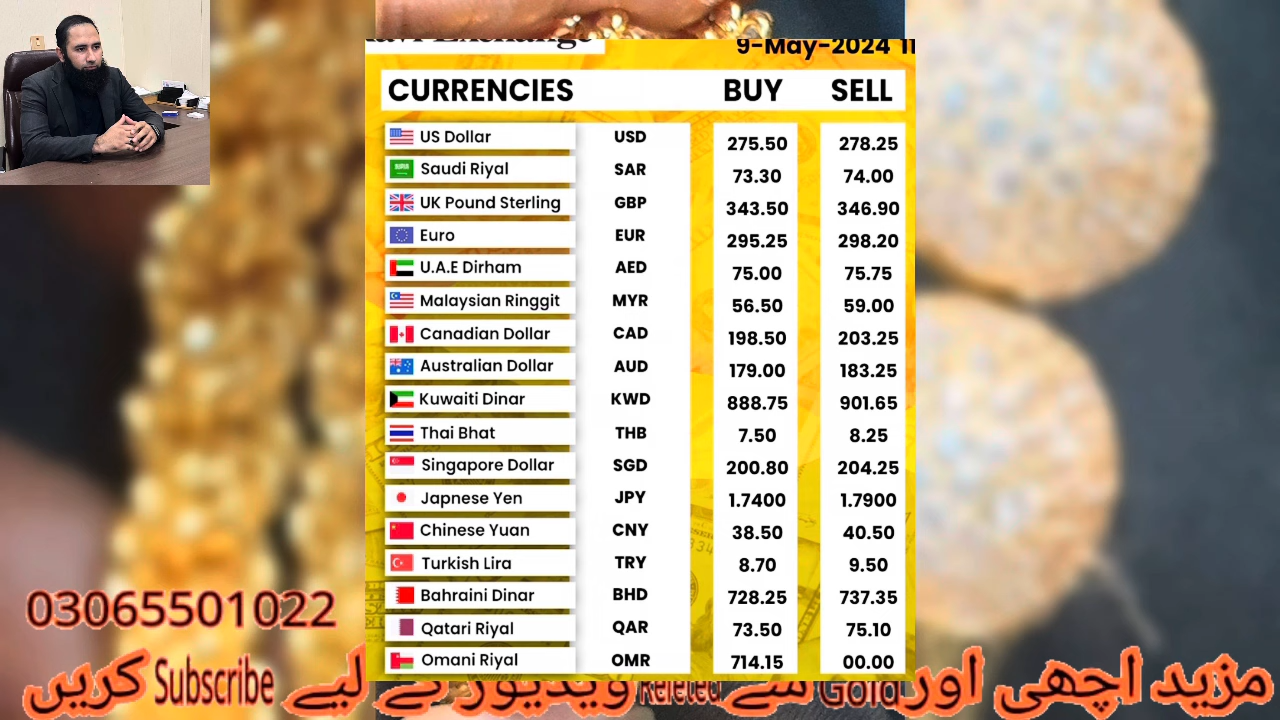 Exchange
9-May-2024
CURRENCIES BUY SELL
US Dollar USD 275.50 278.25
Saudi Riyal SAR 73.30 74.00
UK Pound Sterling GBP 343.50 346.90
Euro EUR 295.25 298.20
U.A.E Dirham AED 75.00 75.75
Malaysian Ringgit MYR 56.50 59.00
Canadian Dollar CAD 198.50 203.25
Australian Dollar AUD 179.00 183.25
Kuwaiti Dinar KWD 888.75 901.65
Thai Bhat THB 7.50 8.25
Singapore Dollar SGD 200.80 204.25
Japnese Yen JPY 1.7400 1.7900
Chinese Yuan CNY 38.50 40.50
Turkish Lira TRY 8.70 9.50
Bahraini Dinar BHD 728.25 737.35
Qatari Riyal QAR 73.50 75.10
Omani Riyal OMR 714.15 00.00
03065501022
مزید اچھی اور Gold سے Releted ویڈیوز کے لیے Subscribe کریں